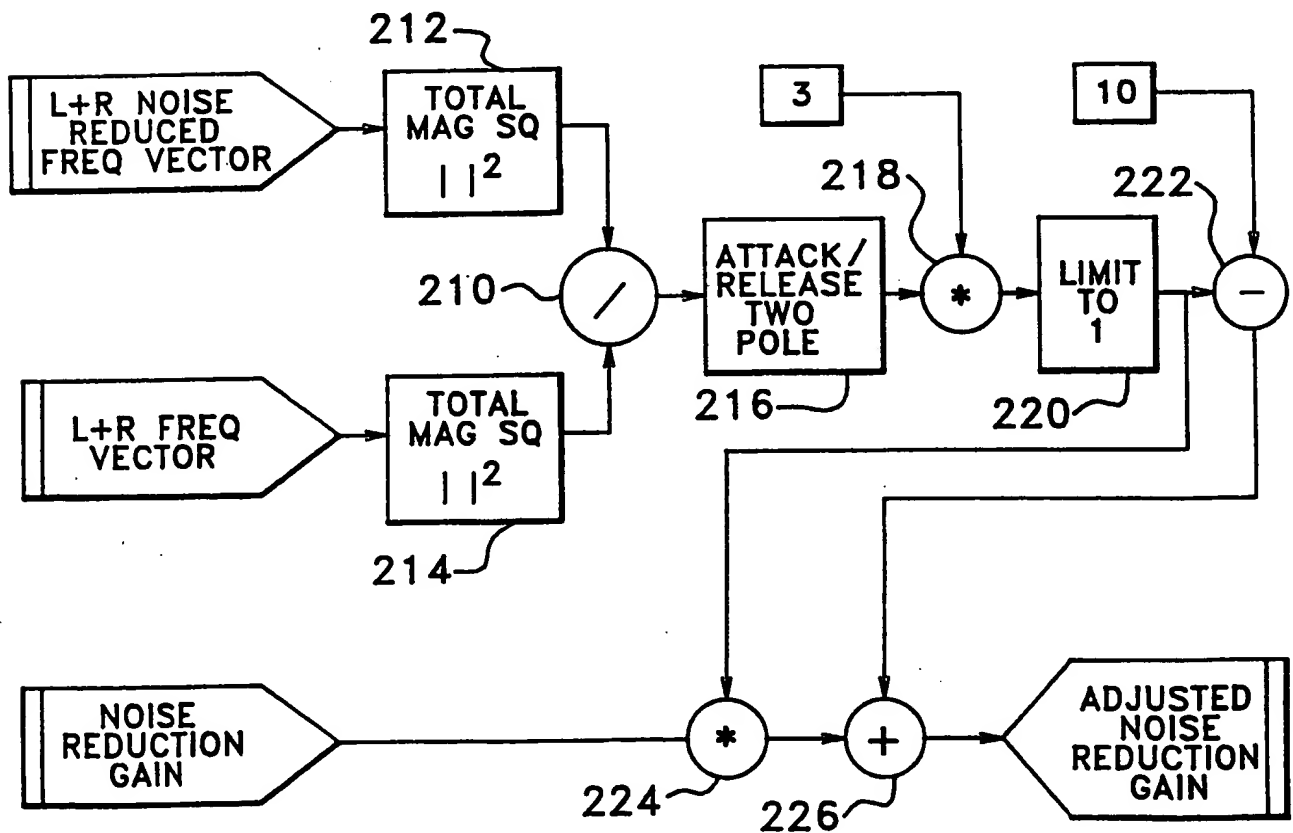 212
L+R NOISE
REDUCED
FREQ VECTOR
TOTAL
MAG SQ
| |²
3
10
218
222
210
/
ATTACK/
RELEASE
TWO
POLE
*
LIMIT
TO
1
-
216
220
L+R FREQ
VECTOR
TOTAL
MAG SQ
| |²
214
NOISE
REDUCTION
GAIN
*
+
ADJUSTED
NOISE
REDUCTION
GAIN
224
226